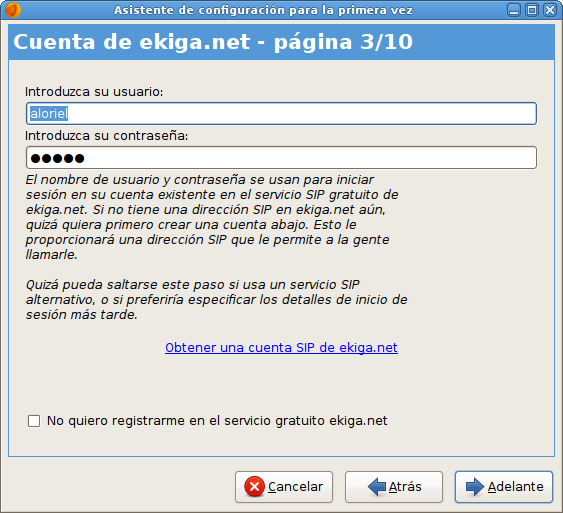 Asistente de configuración para la primera vez
Cuenta de ekiga.net - página 3/10
Introduzca su usuario:
aloriel
Introduzca su contraseña:
●●●●●
El nombre de usuario y contraseña se usan para iniciar
sesión en su cuenta existente en el servicio SIP gratuito de
ekiga.net. Si no tiene una dirección SIP en ekiga.net aún,
quizá quiera primero crear una cuenta abajo. Esto le
proporcionará una dirección SIP que le permite a la gente
llamarle.
Quizá pueda saltarse este paso si usa un servicio SIP
alternativo, o si preferiría especificar los detalles de inicio de
sesión más tarde.
Obtener una cuenta SIP de ekiga.net
No quiero registrarme en el servicio gratuito ekiga.net
Cancelar Atrás Adelante